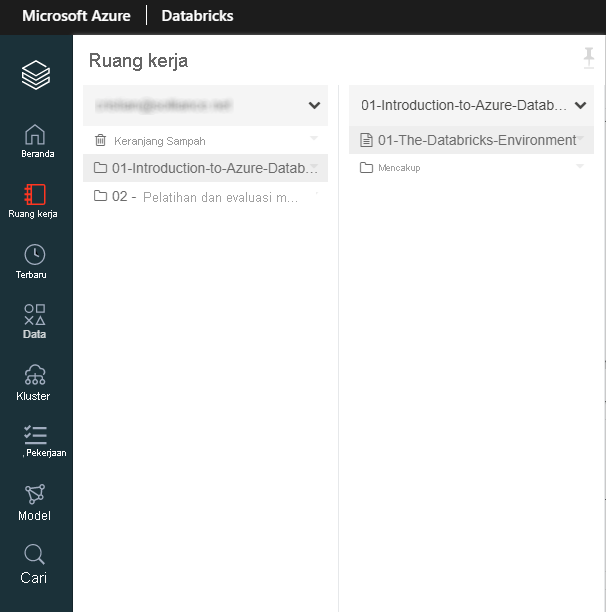 Microsoft Azure Databricks
Ruang kerja
01-Introduction-to-Azure-Datab...
Keranjang Sampah
01-Introduction-to-Azure-Datab...
02 - Pelatihan dan evaluasi m...
01-The-Databricks-Environment
Mencakup
Beranda
Ruang kerja
Terbaru
Data
Kluster
, Pekerjaan
Model
Cari